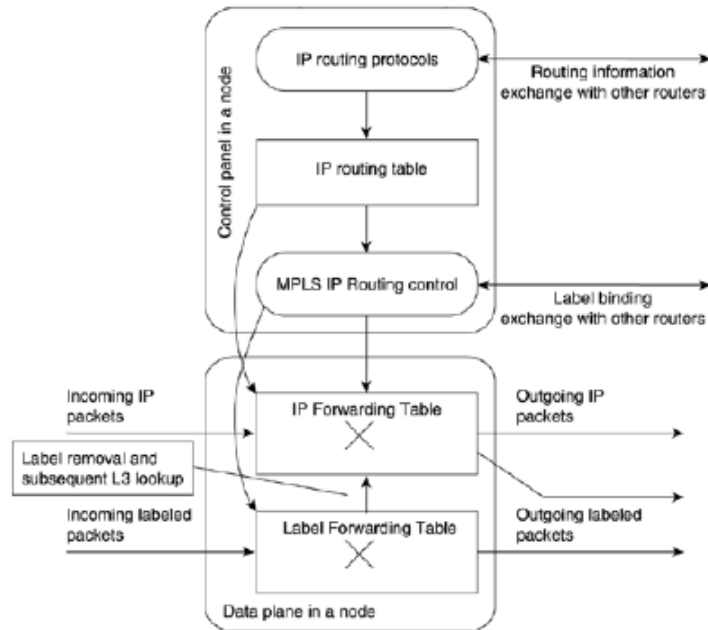 IP routing protocols
Routing information
exchange with other routers
Control panel in a node
IP routing table
MPLS IP Routing control
Label binding
exchange with other routers
Incoming IP
packets
IP Forwarding Table
Outgoing IP
packets
Label removal and
subsequent L3 lookup
Incoming labeled
packets
Label Forwarding Table
Outgoing labeled
packets
Data plane in a node